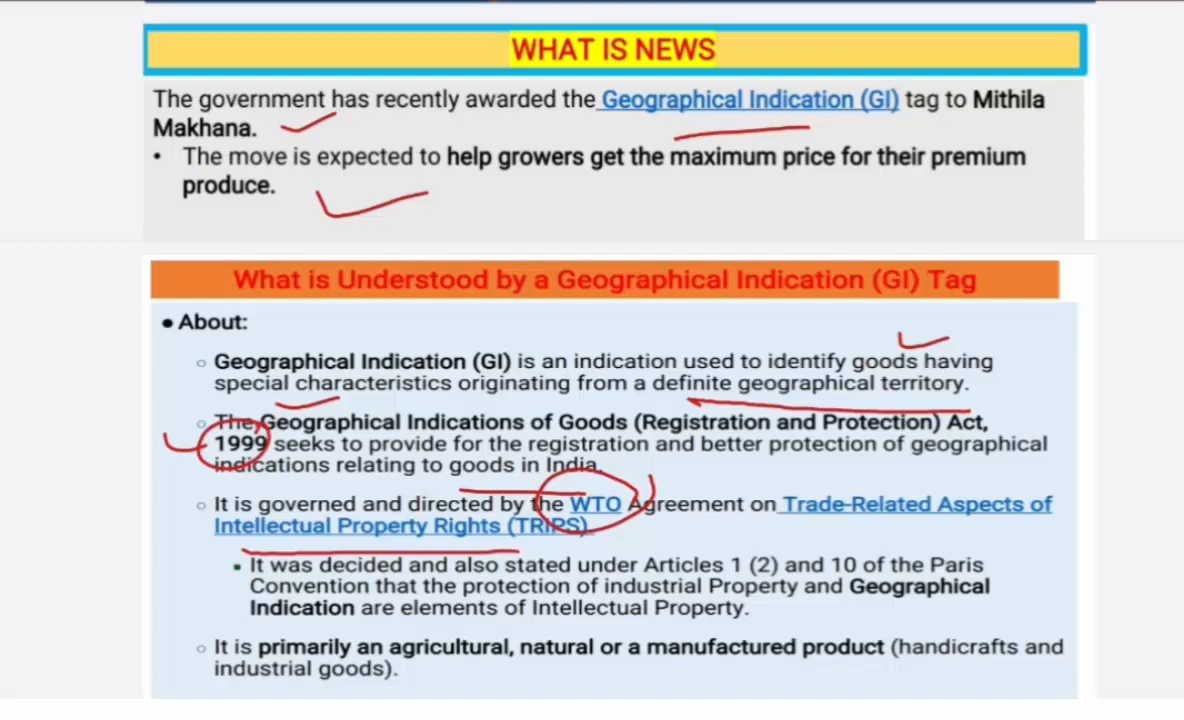 WHAT IS NEWS
The government has recently awarded the Geographical Indication (GI) tag to Mithila
Makhana.
• The move is expected to help growers get the maximum price for their premium
produce.
What is Understood by a Geographical Indication (GI) Tag
● About:
○ Geographical Indication (GI) is an indication used to identify goods having
special characteristics originating from a definite geographical territory.
○ The Geographical Indications of Goods (Registration and Protection) Act,
1999 seeks to provide for the registration and better protection of geographical
indications relating to goods in India.
○ It is governed and directed by the WTO Agreement on Trade-Related Aspects of
Intellectual Property Rights (TRIPS).
▪ It was decided and also stated under Articles 1 (2) and 10 of the Paris
Convention that the protection of industrial Property and Geographical
Indication are elements of Intellectual Property.
○ It is primarily an agricultural, natural or a manufactured product (handicrafts and
industrial goods).